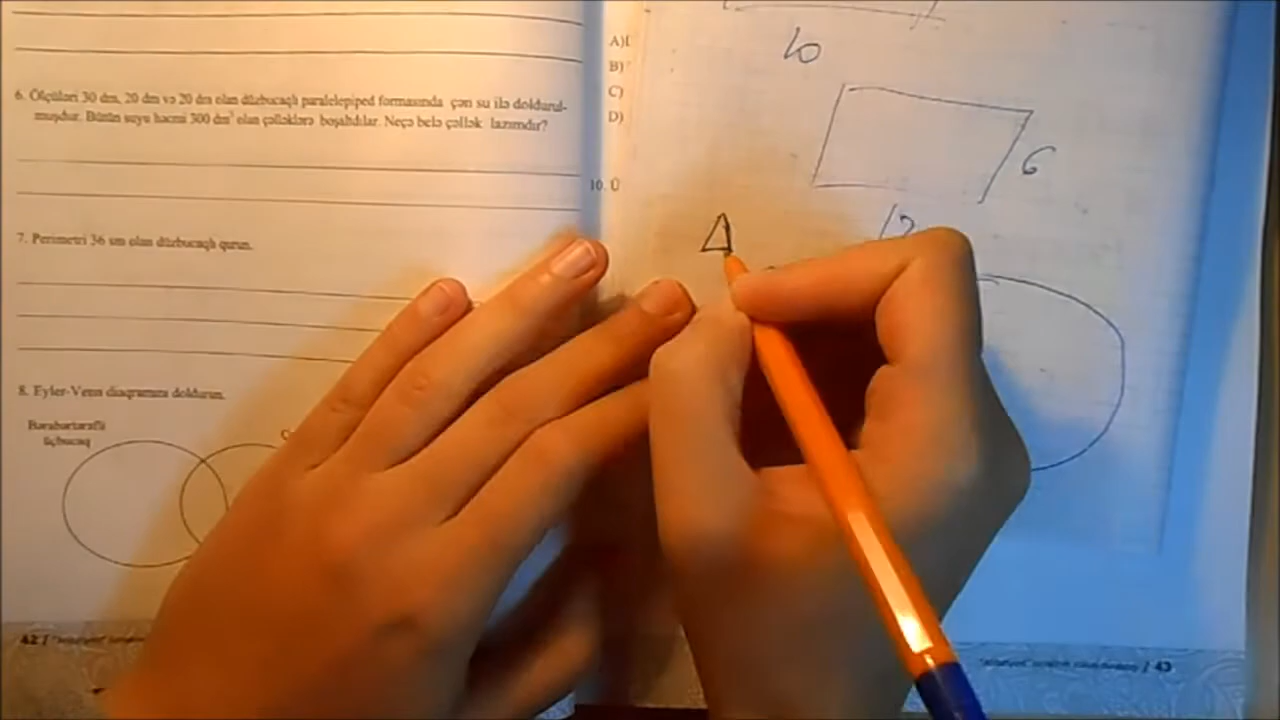 6. Ölçüləri 30 dm, 20 dm və 20 dm olan düzbucaqlı paralelepiped formasında çən su ilə doldurul-
muşdur. Bütün suyu həcmi 300 dm³ olan çəlləklərə boşaltdılar. Neçə belə çəllək lazımdır?
7. Perimetri 36 sm olan düzbucaqlı qurun.
8. Eyler-Venn diaqramını doldurun.
Bərabərtərəfli
üçbucaq
42 /
A)
B)
C)
D)
10. Ü
10
6
12
/ 43